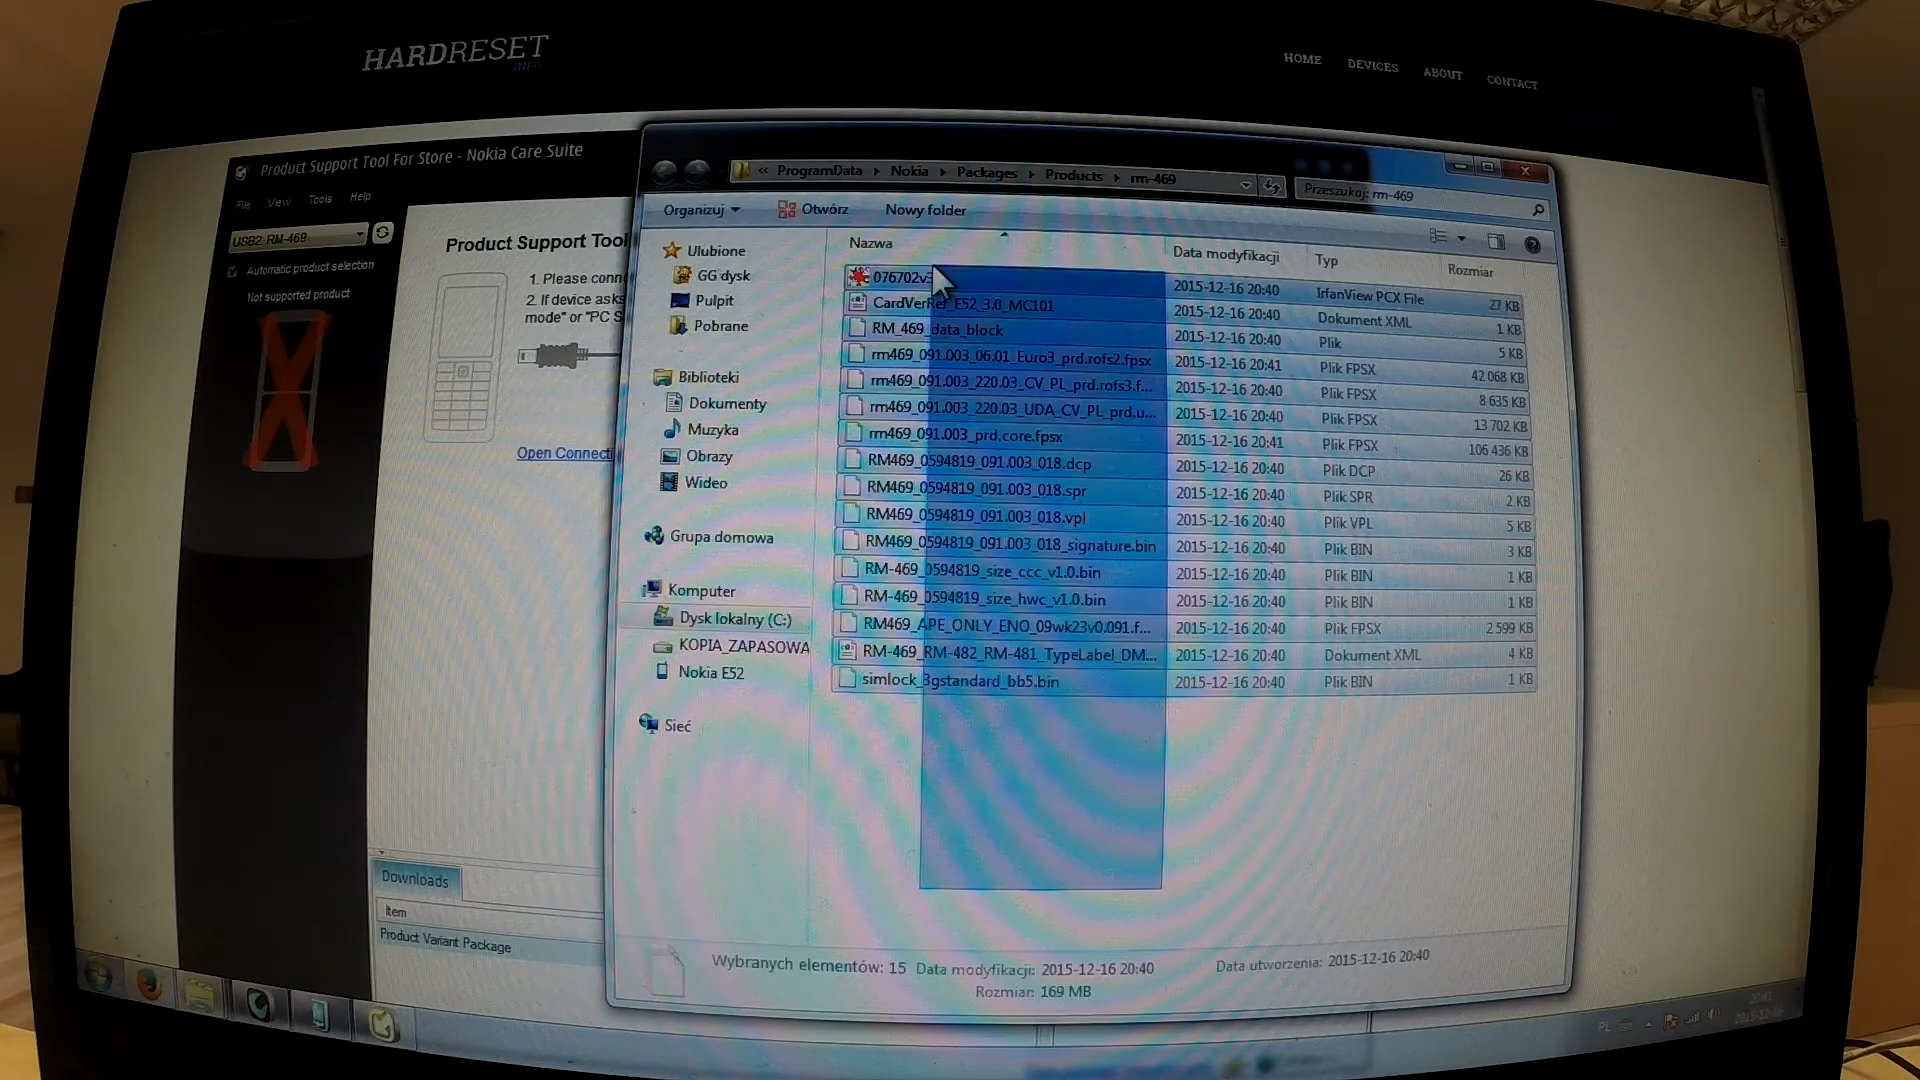 HARDRESET
INFO
HOME DEVICES ABOUT CONTACT
Product Support Tool For Store - Nokia Care Suite
File View Tools Help
USB2: RM-469
Automatic product selection
Not supported product
Product Support Tool
1. Please conn
2. If device asks
mode" or "PC S
Open Connecti
Downloads
Item
Product Variant Package
« ProgramData Nokia Packages Products rm-469
Przeszukaj: rm-469
Organizuj Otwórz Nowy folder
Ulubione
GG dysk
Pulpit
Pobrane
Biblioteki
Dokumenty
Muzyka
Obrazy
Wideo
Grupa domowa
Komputer
Dysk lokalny (C:)
KOPIA_ZAPASOWA
Nokia E52
Sieć
Nazwa Data modyfikacji Typ Rozmiar
076702v3 2015-12-16 20:40 IrfanView PCX File 27 KB
CardVerRef_E52_3.0_MC101 2015-12-16 20:40 Dokument XML 1 KB
RM_469_data_block 2015-12-16 20:40 Plik 5 KB
rm469_091.003_06.01_Euro3_prd.rofs2.fpsx 2015-12-16 20:41 Plik FPSX 42 068 KB
rm469_091.003_220.03_CV_PL_prd.rofs3.f... 2015-12-16 20:40 Plik FPSX 8 635 KB
rm469_091.003_220.03_UDA_CV_PL_prd.u... 2015-12-16 20:40 Plik FPSX 13 702 KB
rm469_091.003_prd.core.fpsx 2015-12-16 20:41 Plik FPSX 106 436 KB
RM469_0594819_091.003_018.dcp 2015-12-16 20:40 Plik DCP 26 KB
RM469_0594819_091.003_018.spr 2015-12-16 20:40 Plik SPR 2 KB
RM469_0594819_091.003_018.vpl 2015-12-16 20:40 Plik VPL 5 KB
RM469_0594819_091.003_018_signature.bin 2015-12-16 20:40 Plik BIN 3 KB
RM-469_0594819_size_ccc_v1.0.bin 2015-12-16 20:40 Plik BIN 1 KB
RM-469_0594819_size_hwc_v1.0.bin 2015-12-16 20:40 Plik BIN 1 KB
RM469_APE_ONLY_ENO_09wk23v0.091.f... 2015-12-16 20:40 Plik FPSX 2 599 KB
RM-469_RM-482_RM-481_TypeLabel_DM... 2015-12-16 20:40 Dokument XML 4 KB
simlock_3gstandard_bb5.bin 2015-12-16 20:40 Plik BIN 1 KB
Wybranych elementów: 15 Data modyfikacji: 2015-12-16 20:40 Data utworzenia: 2015-12-16 20:40
Rozmiar: 169 MB
PL
2015-12-16